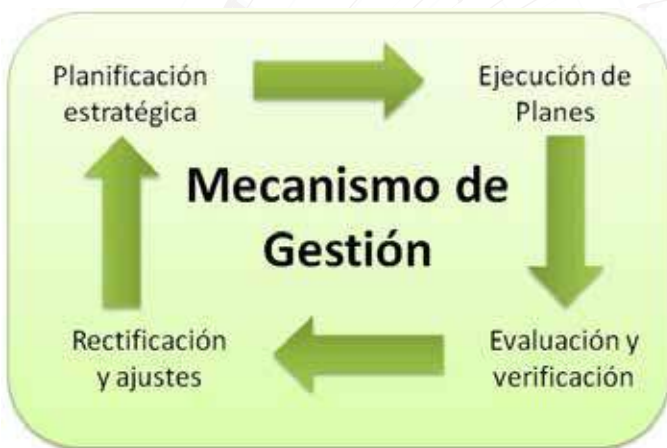 Planificación
estratégica
Ejecución de
Planes
Mecanismo de
Gestión
Rectificación
y ajustes
Evaluación y
verificación